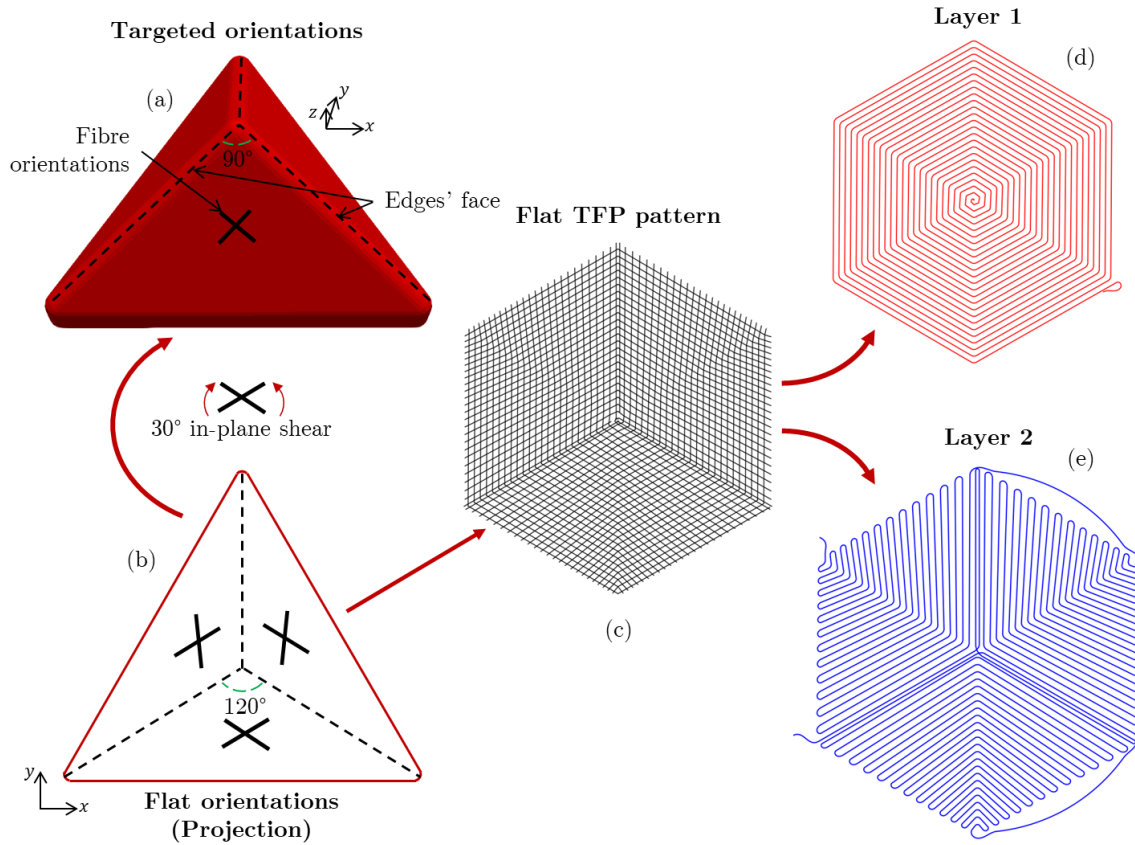 Targeted orientations
(a)
z
y
x
Fibre
orientations
90°
Edges’ face
30° in-plane shear
(b)
120°
y
x
Flat orientations
(Projection)
Flat TFP pattern
(c)
Layer 1
(d)
Layer 2
(e)